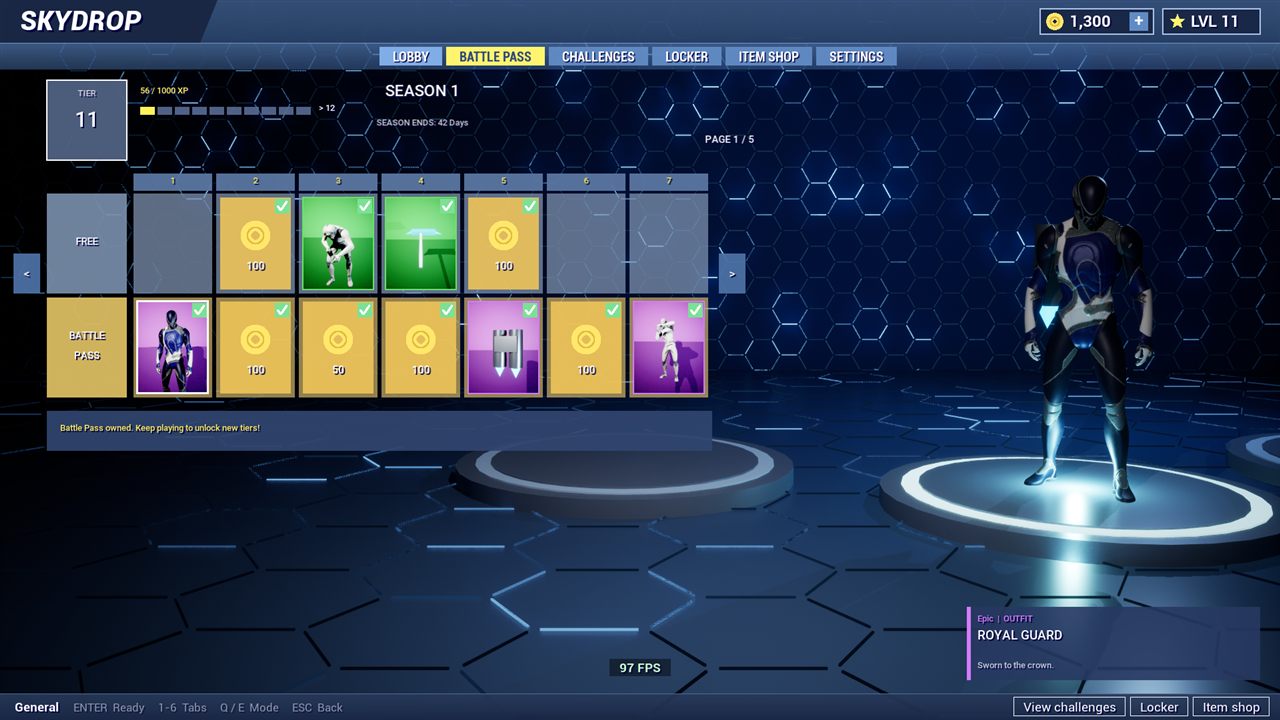 SKYDROP
1,300 +
LVL 11
LOBBY
BATTLE PASS
CHALLENGES
LOCKER
ITEM SHOP
SETTINGS
TIER
11
56 / 1000 XP
> 12
SEASON 1
SEASON ENDS: 42 Days
PAGE 1 / 5
1 2 3 4 5 6 7
FREE
100
100
<
>
BATTLE
PASS
100
50
100
100
Battle Pass owned. Keep playing to unlock new tiers!
Epic | OUTFIT
ROYAL GUARD
Sworn to the crown.
97 FPS
General ENTER Ready 1-6 Tabs Q / E Mode ESC Back
View challenges
Locker
Item shop